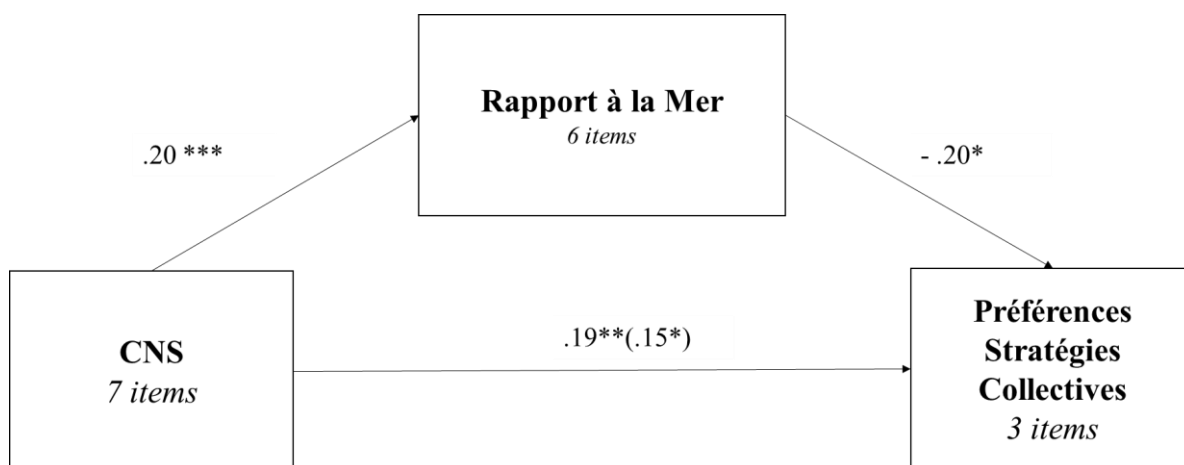 Rapport à la Mer
6 items
.20 ***
- .20*
CNS
7 items
.19**(.15*)
Préférences
Stratégies
Collectives
3 items